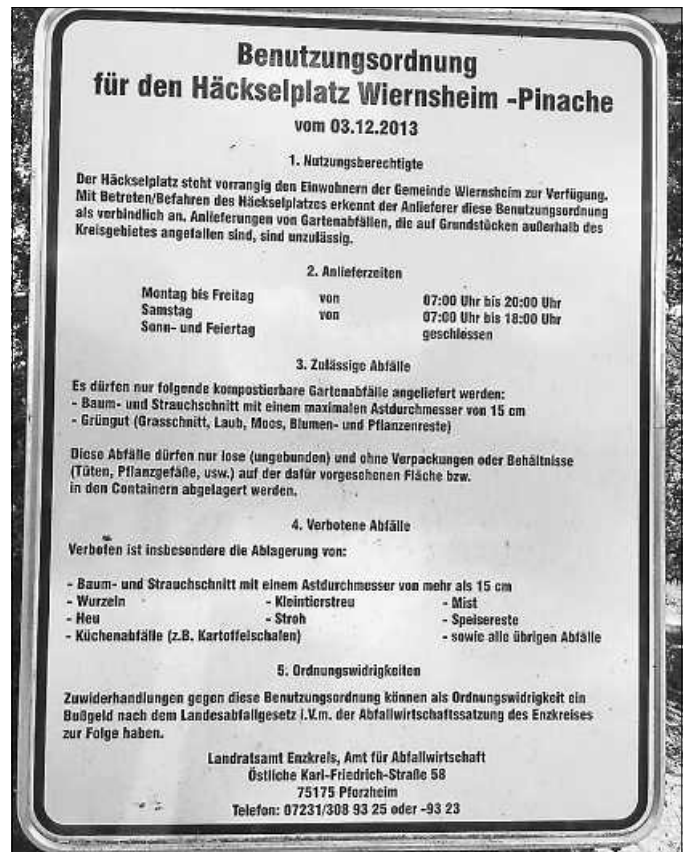 Benutzungsordnung
für den Häckselplatz Wiernsheim -Pinache
vom 03.12.2013
1. Nutzungsberechtigte
Der Häckselplatz steht vorrangig den Einwohnern der Gemeinde Wiernsheim zur Verfügung.
Mit Betreten/Befahren des Häckselplatzes erkennt der Anlieferer diese Benutzungsordnung
als verbindlich an. Anlieferungen von Gartenabfällen, die auf Grundstücken außerhalb des
Kreisgebietes angefallen sind, sind unzulässig.
2. Anlieferzeiten
Montag bis Freitag von 07:00 Uhr bis 20:00 Uhr
Samstag von 07:00 Uhr bis 18:00 Uhr
Sonn- und Feiertag geschlossen
3. Zulässige Abfälle
Es dürfen nur folgende kompostierbare Gartenabfälle angeliefert werden:
- Baum- und Strauchschnitt mit einem maximalen Astdurchmesser von 15 cm
- Grüngut (Grasschnitt, Laub, Moos, Blumen- und Pflanzenreste)
Diese Abfälle dürfen nur lose (ungebunden) und ohne Verpackungen oder Behältnisse
(Tüten, Pflanzgefäße, usw.) auf der dafür vorgesehenen Fläche bzw.
in den Containern abgelagert werden.
4. Verbotene Abfälle
Verboten ist insbesondere die Ablagerung von:
- Baum- und Strauchschnitt mit einem Astdurchmesser von mehr als 15 cm
- Wurzeln - Kleintierstreu - Mist
- Heu - Stroh - Speisereste
- Küchenabfälle (z.B. Kartoffelschalen) - sowie alle übrigen Abfälle
5. Ordnungswidrigkeiten
Zuwiderhandlungen gegen diese Benutzungsordnung können als Ordnungswidrigkeit ein
Bußgeld nach dem Landesabfallgesetz i.V.m. der Abfallwirtschaftssatzung des Enzkreises
zur Folge haben.
Landratsamt Enzkreis, Amt für Abfallwirtschaft
Östliche Karl-Friedrich-Straße 58
75175 Pforzheim
Telefon: 07231/308 93 25 oder -93 23